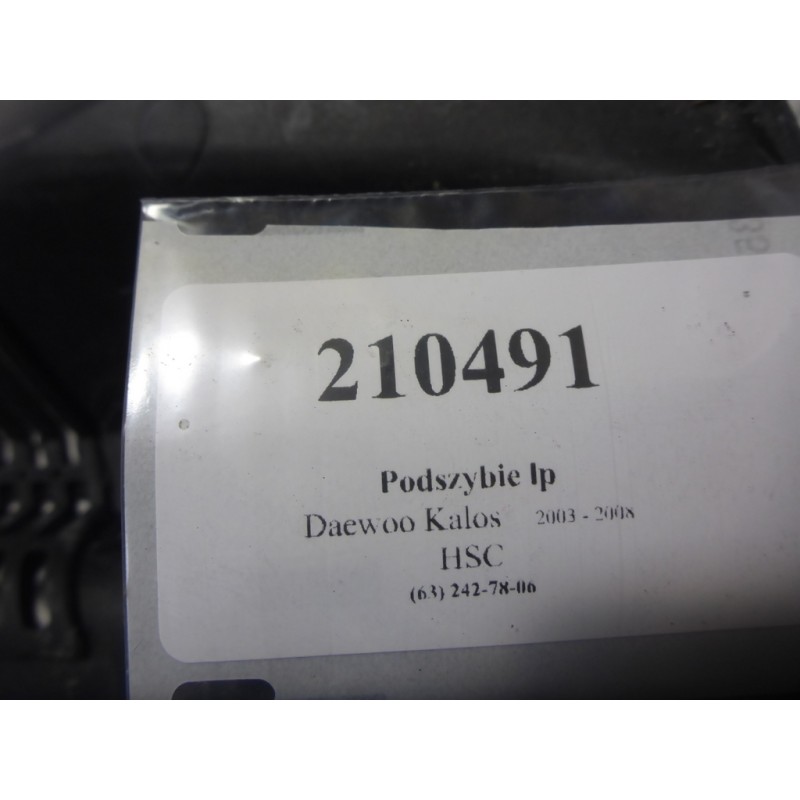 210491
Podszybie lp
Daewoo Kalos 2003 - 2008
HSC
(63) 242-78-06